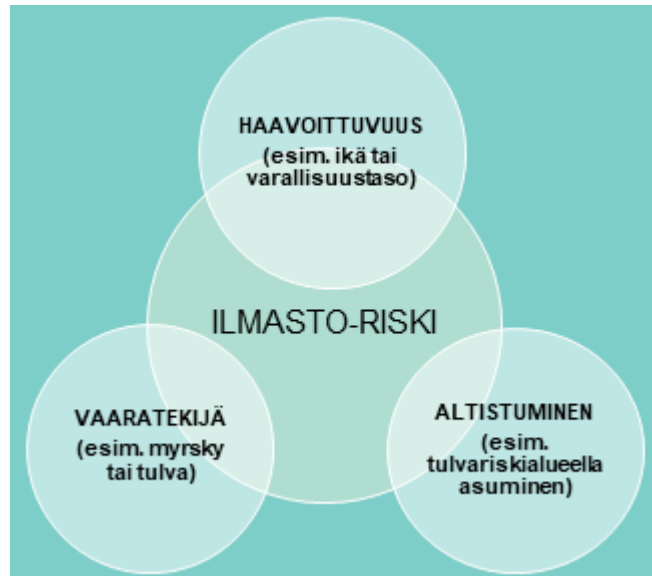 HAAVOITTUVUUS
(esim. ikä tai
varallisuustaso)
ILMASTO-RISKI
VAARATEKIJÄ
(esim. myrsky
tai tulva)
ALTISTUMINEN
(esim.
tulvariskialueella
asuminen)